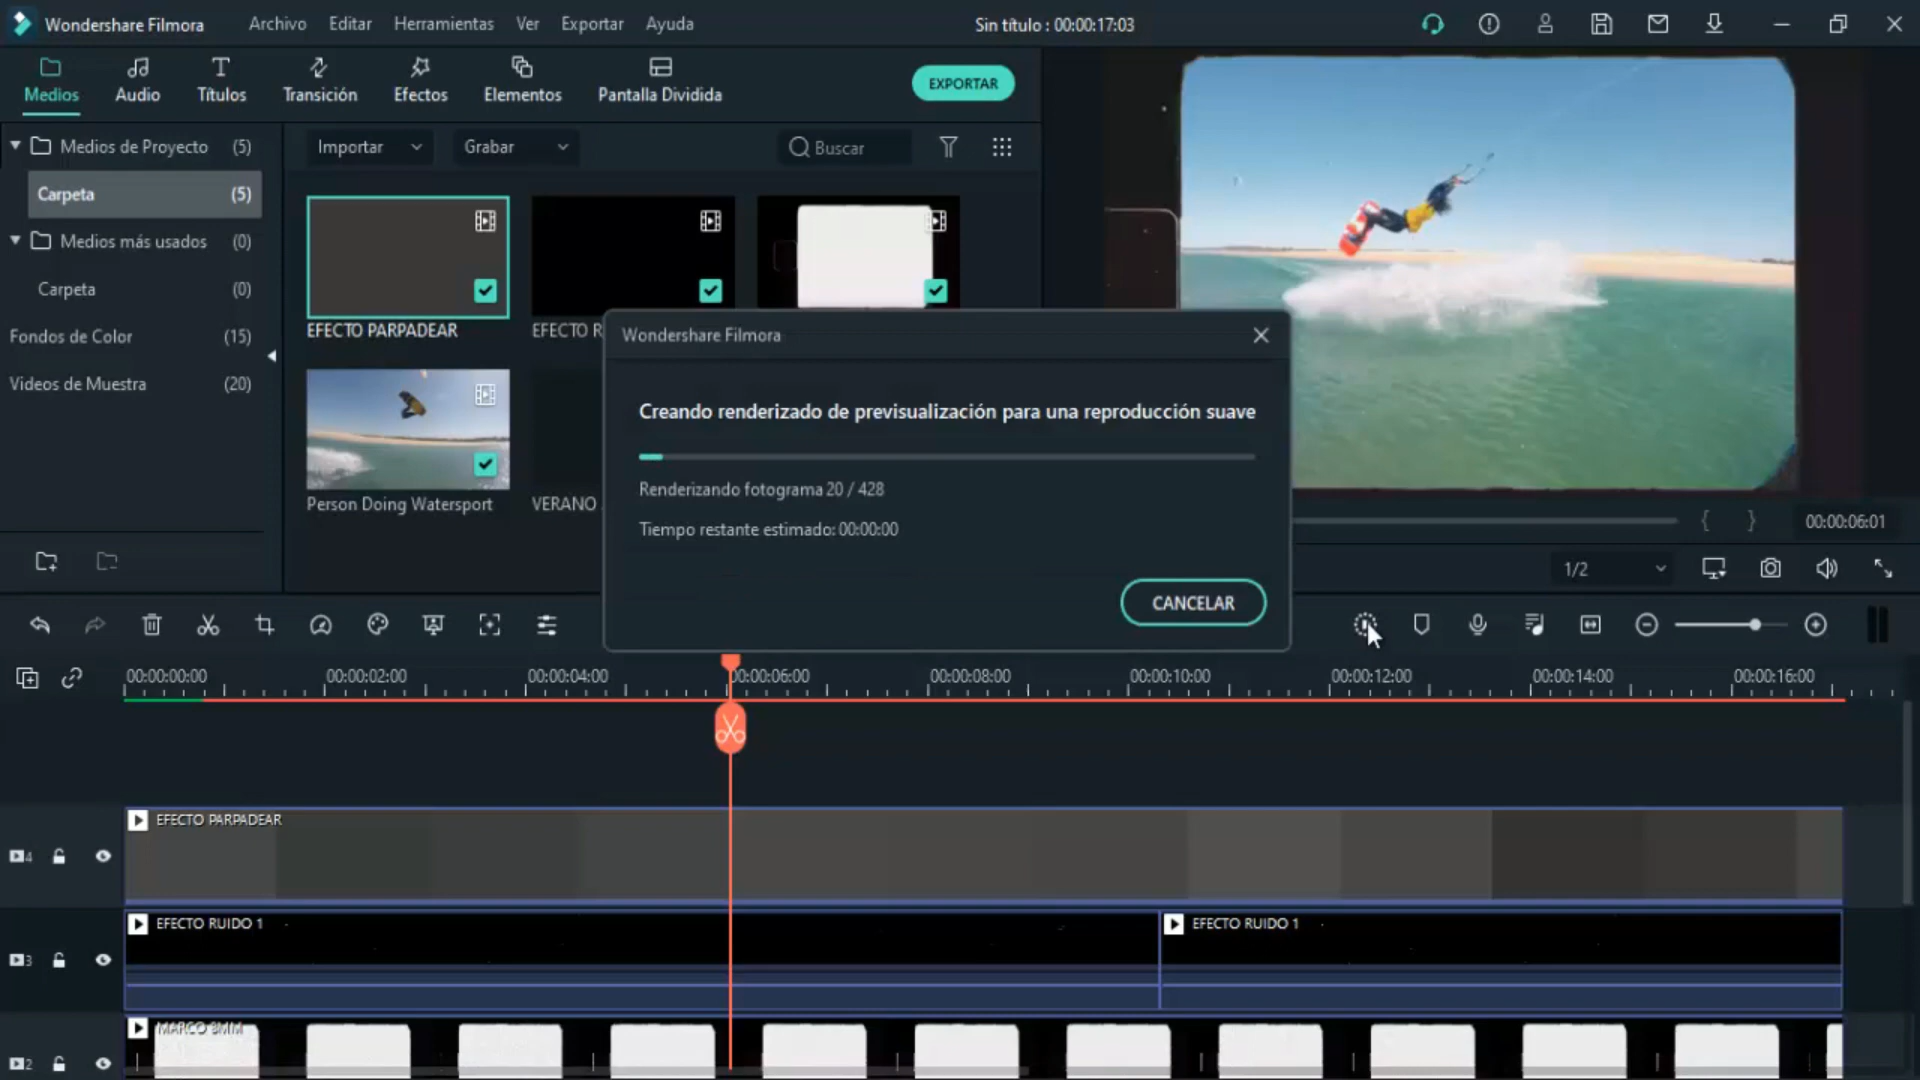 Wondershare Filmora
Archivo Editar Herramientas Ver Exportar Ayuda
Sin título : 00:00:17:03
Medios Audio Títulos Transición Efectos Elementos Pantalla Dividida
EXPORTAR
Medios de Proyecto (5)
Carpeta (5)
Medios más usados (0)
Carpeta (0)
Fondos de Color (15)
Videos de Muestra (20)
Importar Grabar Buscar
EFECTO PARPADEAR
EFECTO R
Person Doing Watersport
VERANO
Wondershare Filmora
Creando renderizado de previsualización para una reproducción suave
Renderizando fotograma 20 / 428
Tiempo restante estimado: 00:00:00
CANCELAR
{ } 00:00:06:01
1/2
00:00:00:00 00:00:02:00 00:00:04:00 00:00:06:00 00:00:08:00 00:00:10:00 00:00:12:00 00:00:14:00 00:00:16:00
4
EFECTO PARPADEAR
3
EFECTO RUIDO 1
EFECTO RUIDO 1
2
MARCO 8MM